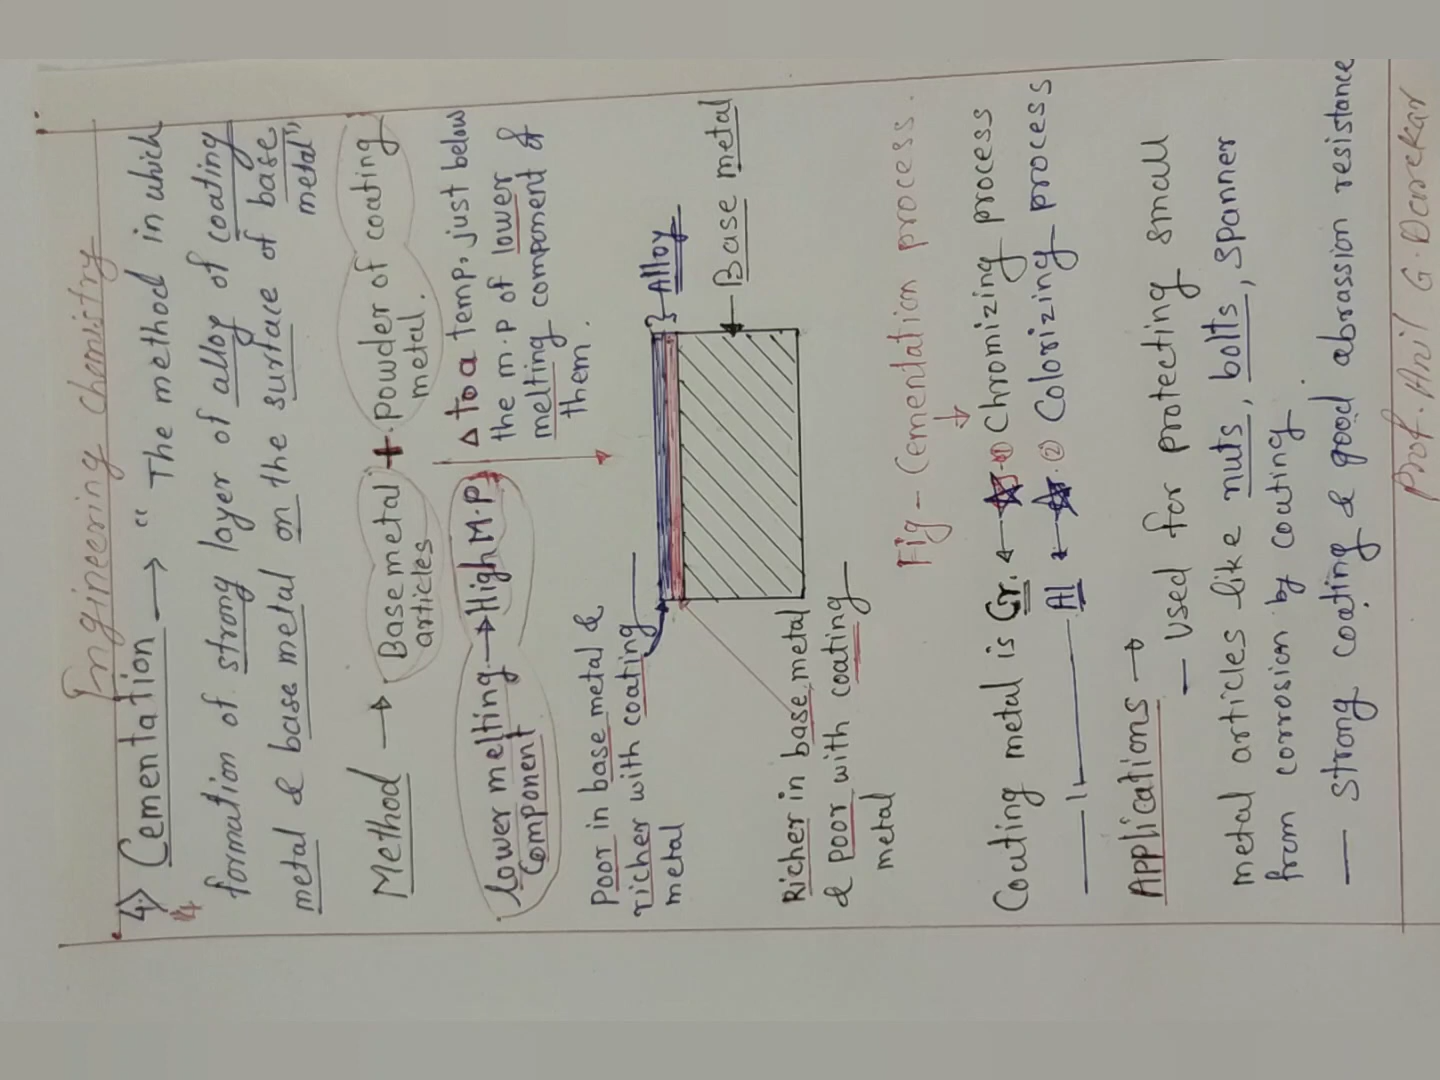 Engineering Chemistry
4) Cementation → " The method in which
formation of strong layer of alloy of coating
metal & base metal on the surface of base
metal"
Method → Base metal + Powder of coating
articles metal.
Lower melting → High M.P
Component
Δ to a temp. just below
the m.p of lower
melting component of
them.
Poor in base metal &
richer with coating
metal
} Alloy
Base metal
Richer in base metal
& poor with coating
metal
Fig - Cementation process.
Coating metal is Cr. ← (1) Chromizing process
— 11 — Al ← (2) Colorizing process
Applications →
— used for protecting small
metal articles like nuts, bolts, spanner
from corrosion by coating.
— strong coating & good abrassion resistance
Prof. Anil G. Darekar